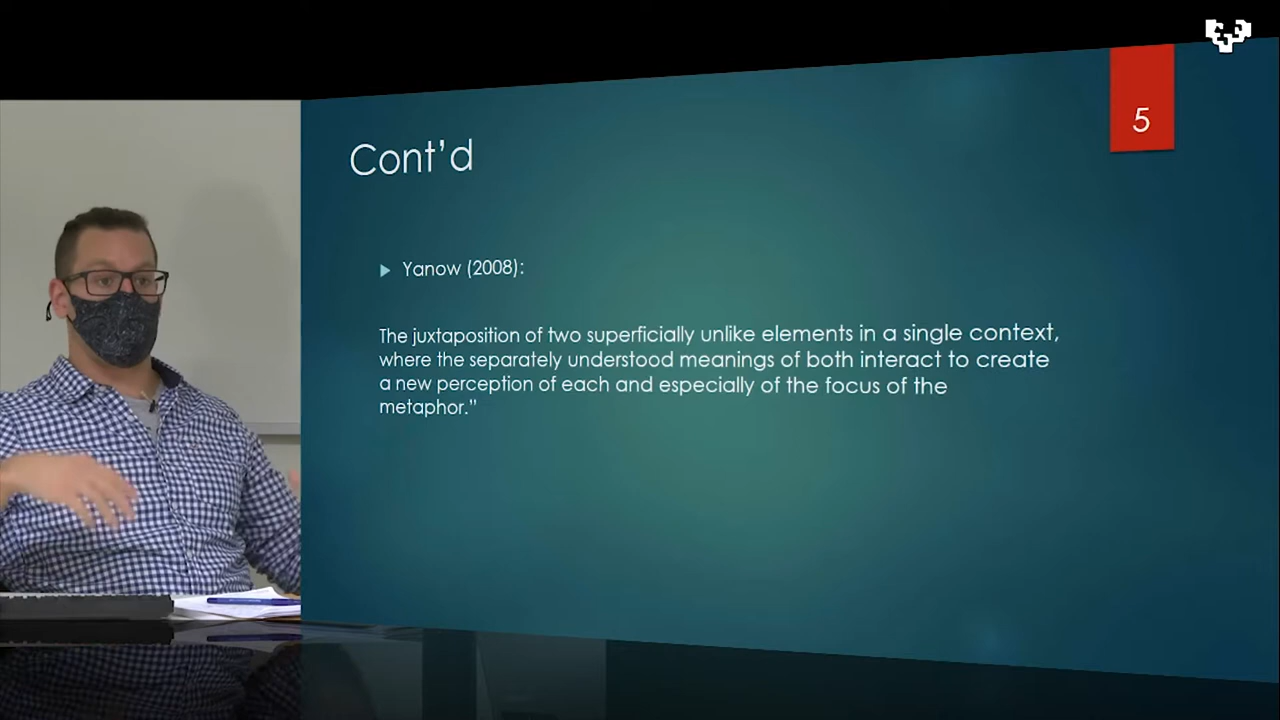 5
Cont’d
Yanow (2008):
The juxtaposition of two superficially unlike elements in a single context,
where the separately understood meanings of both interact to create
a new perception of each and especially of the focus of the
metaphor.”